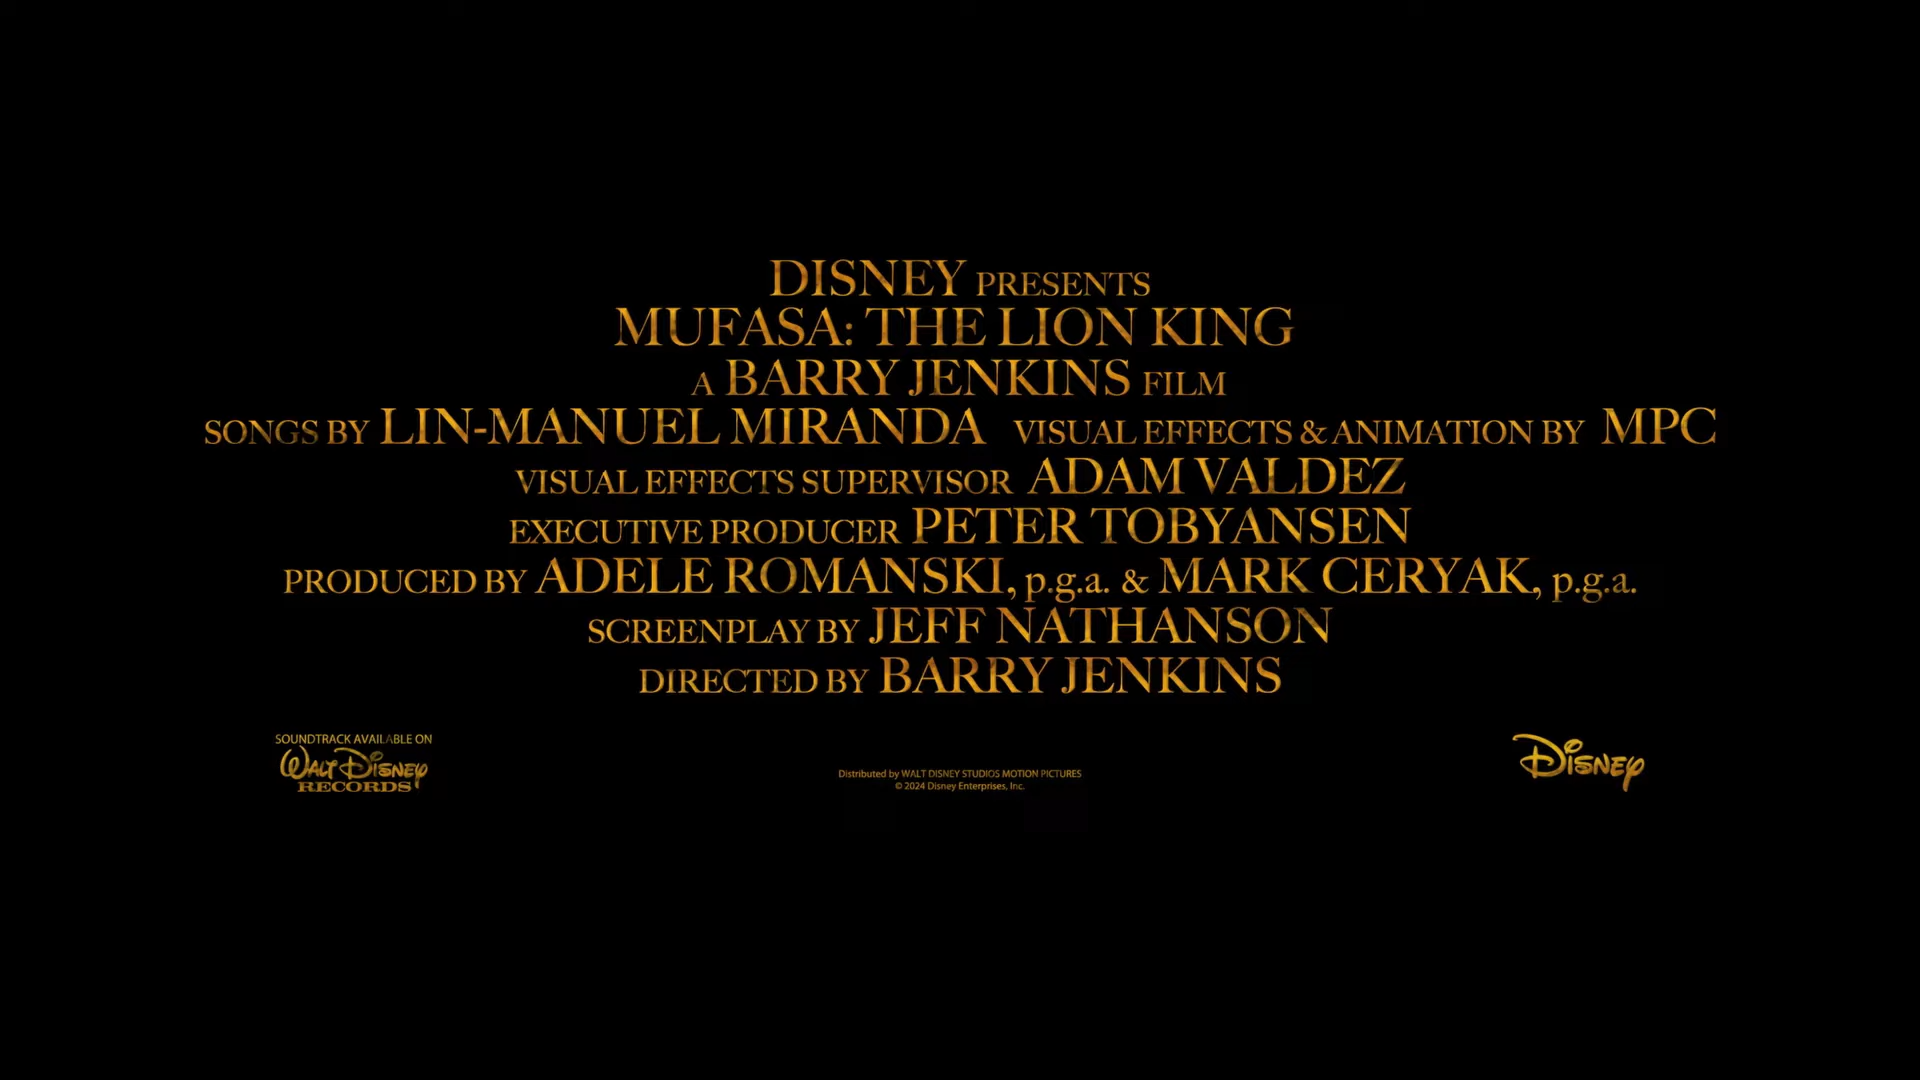 DISNEY PRESENTS
MUFASA: THE LION KING
A BARRY JENKINS FILM
SONGS BY LIN-MANUEL MIRANDA VISUAL EFFECTS & ANIMATION BY MPC
VISUAL EFFECTS SUPERVISOR ADAM VALDEZ
EXECUTIVE PRODUCER PETER TOBYANSEN
PRODUCED BY ADELE ROMANSKI, p.g.a. & MARK CERYAK, p.g.a.
SCREENPLAY BY JEFF NATHANSON
DIRECTED BY BARRY JENKINS
SOUNDTRACK AVAILABLE ON
WALT DISNEY
RECORDS
Distributed by WALT DISNEY STUDIOS MOTION PICTURES
© 2024 Disney Enterprises, Inc.
DISNEY